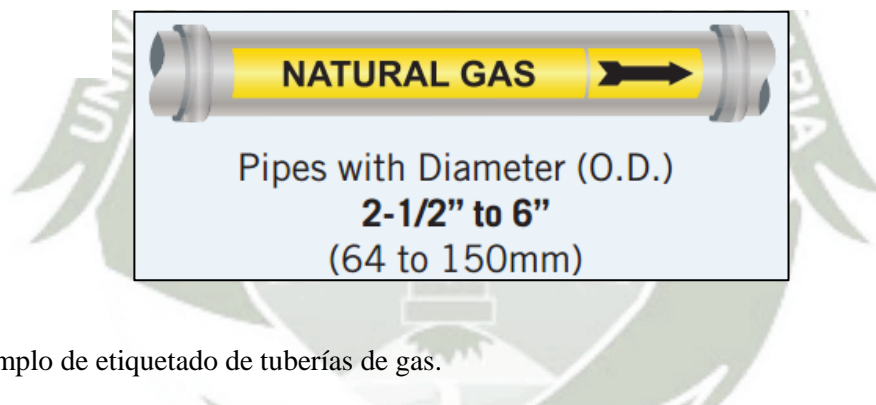 NATURAL GAS
Pipes with Diameter (O.D.)
2-1/2” to 6”
(64 to 150mm)
mplo de etiquetado de tuberías de gas.